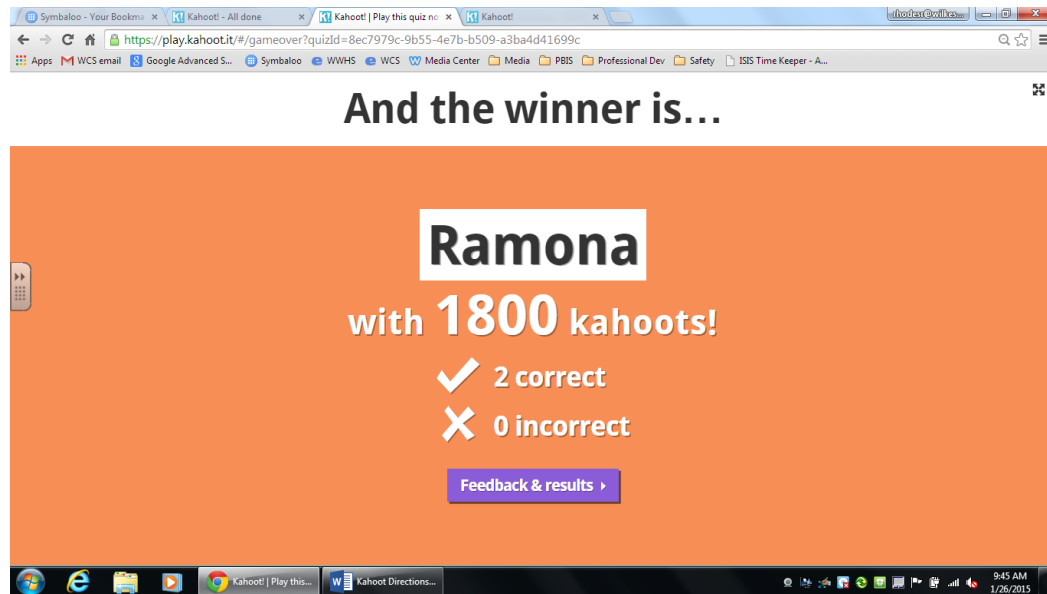 Symbaloo - Your Bookma
Kahoot! - All done
Kahoot! | Play this quiz no
Kahoot!
https://play.kahoot.it/#/gameover?quizId=8ec7979c-9b55-4e7b-b509-a3ba4d41699c
Apps WCS email Google Advanced S... Symbaloo WWHS WCS Media Center Media PBIS Professional Dev Safety ISIS Time Keeper - A...
And the winner is...
Ramona
with 1800 kahoots!
2 correct
0 incorrect
Feedback & results
Kahoot! | Play this...
Kahoot Directions...
9:45 AM
1/26/2015